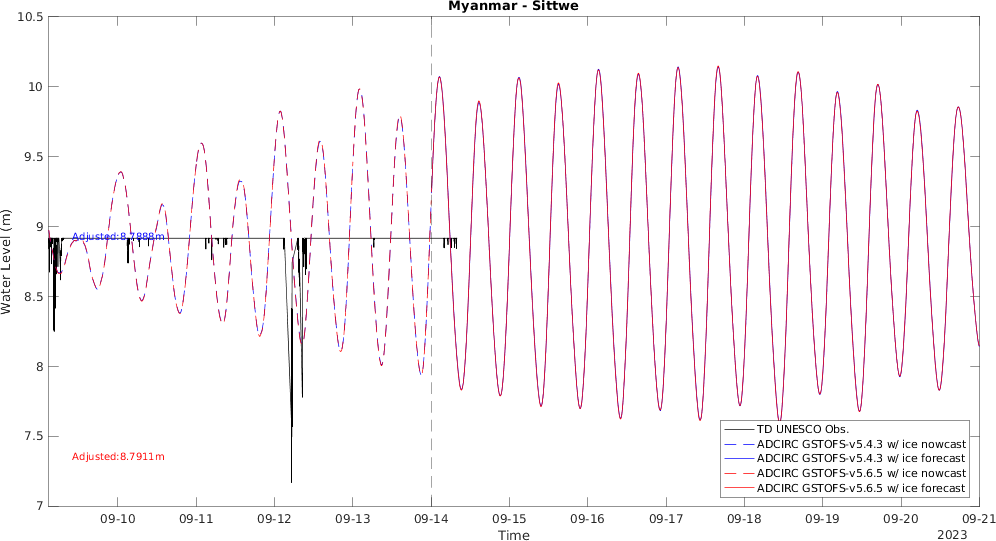 Myanmar - Sittwe
10.5
10
9.5
9
8.5
8
7.5
7
Water Level (m)
Adjusted:8.7888m
Adjusted:8.7911m
TD UNESCO Obs.
ADCIRC GSTOFS-v5.4.3 w/ ice nowcast
ADCIRC GSTOFS-v5.4.3 w/ ice forecast
ADCIRC GSTOFS-v5.6.5 w/ ice nowcast
ADCIRC GSTOFS-v5.6.5 w/ ice forecast
09-10 09-11 09-12 09-13 09-14 09-15 09-16 09-17 09-18 09-19 09-20 09-21
Time
2023